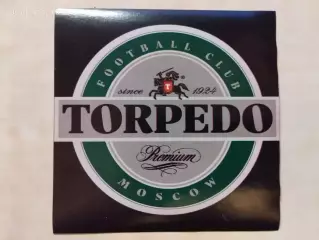 FOOTBALL CLUB
since 1924
TORPEDO
Premium
MOSCOW